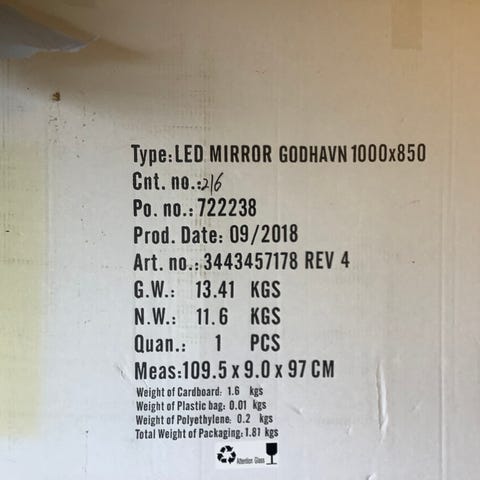 Type:LED MIRROR GODHAVN 1000x850
Cnt. no.:216
Po. no.: 722238
Prod. Date: 09/2018
Art. no.: 3443457178 REV 4
G.W.: 13.41 KGS
N.W.: 11.6 KGS
Quan.: 1 PCS
Meas:109.5 x 9.0 x 97 CM
Weight of Cardboard: 1.6 kgs
Weight of Plastic bag: 0.01 kgs
Weight of Polyethylene: 0.2 kgs
Total Weight of Packaging: 1.81 kgs
Attention Glass